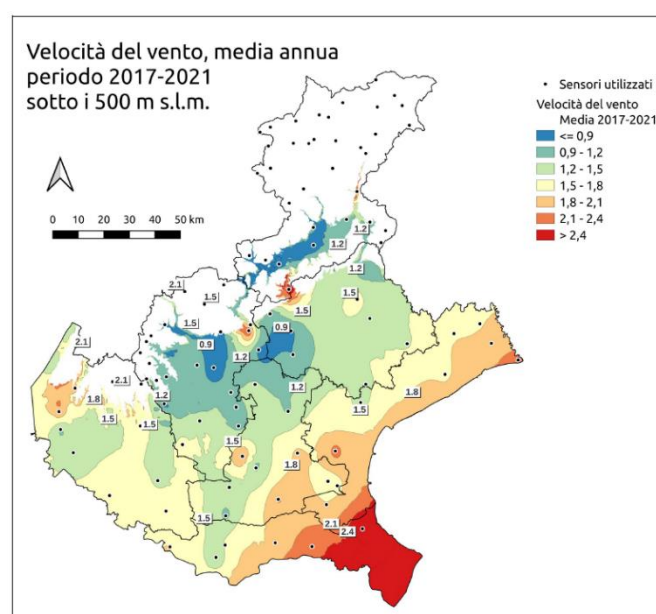 Velocità del vento, media annua
periodo 2017-2021
sotto i 500 m s.l.m.
Sensori utilizzati
Velocità del vento
Media 2017-2021
<= 0,9
0,9 - 1,2
1,2 - 1,5
1,5 - 1,8
1,8 - 2,1
2,1 - 2,4
> 2,4
0 10 20 30 40 50 km
1.2
1.2
1.2
2.1
1.5
1.5
1.5
1.5
0.9
0.9
1.2
2.1
2.1
1.2
1.8
1.2
1.8
1.5
1.5
1.5
1.5
1.8
1.5
2.1
2.4